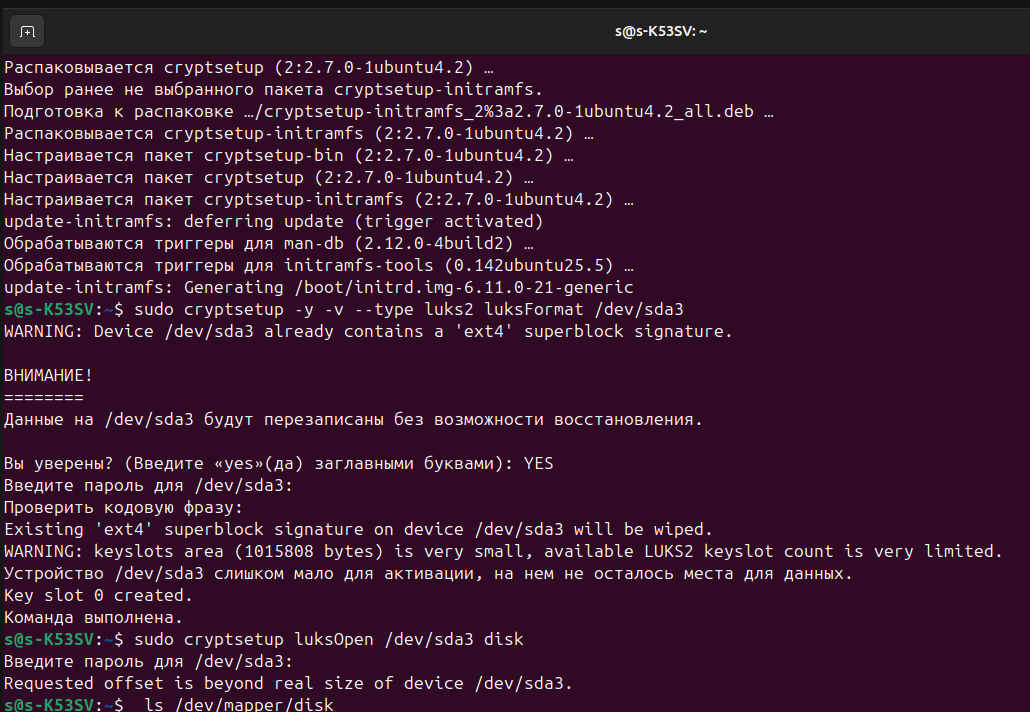 s@s-K53SV: ~
Распаковывается cryptsetup (2:2.7.0-1ubuntu4.2) …
Выбор ранее не выбранного пакета cryptsetup-initramfs.
Подготовка к распаковке …/cryptsetup-initramfs_2%3a2.7.0-1ubuntu4.2_all.deb …
Распаковывается cryptsetup-initramfs (2:2.7.0-1ubuntu4.2) …
Настраивается пакет cryptsetup-bin (2:2.7.0-1ubuntu4.2) …
Настраивается пакет cryptsetup (2:2.7.0-1ubuntu4.2) …
Настраивается пакет cryptsetup-initramfs (2:2.7.0-1ubuntu4.2) …
update-initramfs: deferring update (trigger activated)
Обрабатываются триггеры для man-db (2.12.0-4build2) …
Обрабатываются триггеры для initramfs-tools (0.142ubuntu25.5) …
update-initramfs: Generating /boot/initrd.img-6.11.0-21-generic
s@s-K53SV:~$ sudo cryptsetup -y -v --type luks2 luksFormat /dev/sda3
WARNING: Device /dev/sda3 already contains a 'ext4' superblock signature.
ВНИМАНИЕ!
========
Данные на /dev/sda3 будут перезаписаны без возможности восстановления.
Вы уверены? (Введите «yes»(да) заглавными буквами): YES
Введите пароль для /dev/sda3:
Проверить кодовую фразу:
Existing 'ext4' superblock signature on device /dev/sda3 will be wiped.
WARNING: keyslots area (1015808 bytes) is very small, available LUKS2 keyslot count is very limited.
Устройство /dev/sda3 слишком мало для активации, на нем не осталось места для данных.
Key slot 0 created.
Команда выполнена.
s@s-K53SV:~$ sudo cryptsetup luksOpen /dev/sda3 disk
Введите пароль для /dev/sda3:
Requested offset is beyond real size of device /dev/sda3.
s@s-K53SV:~$  ls /dev/mapper/disk